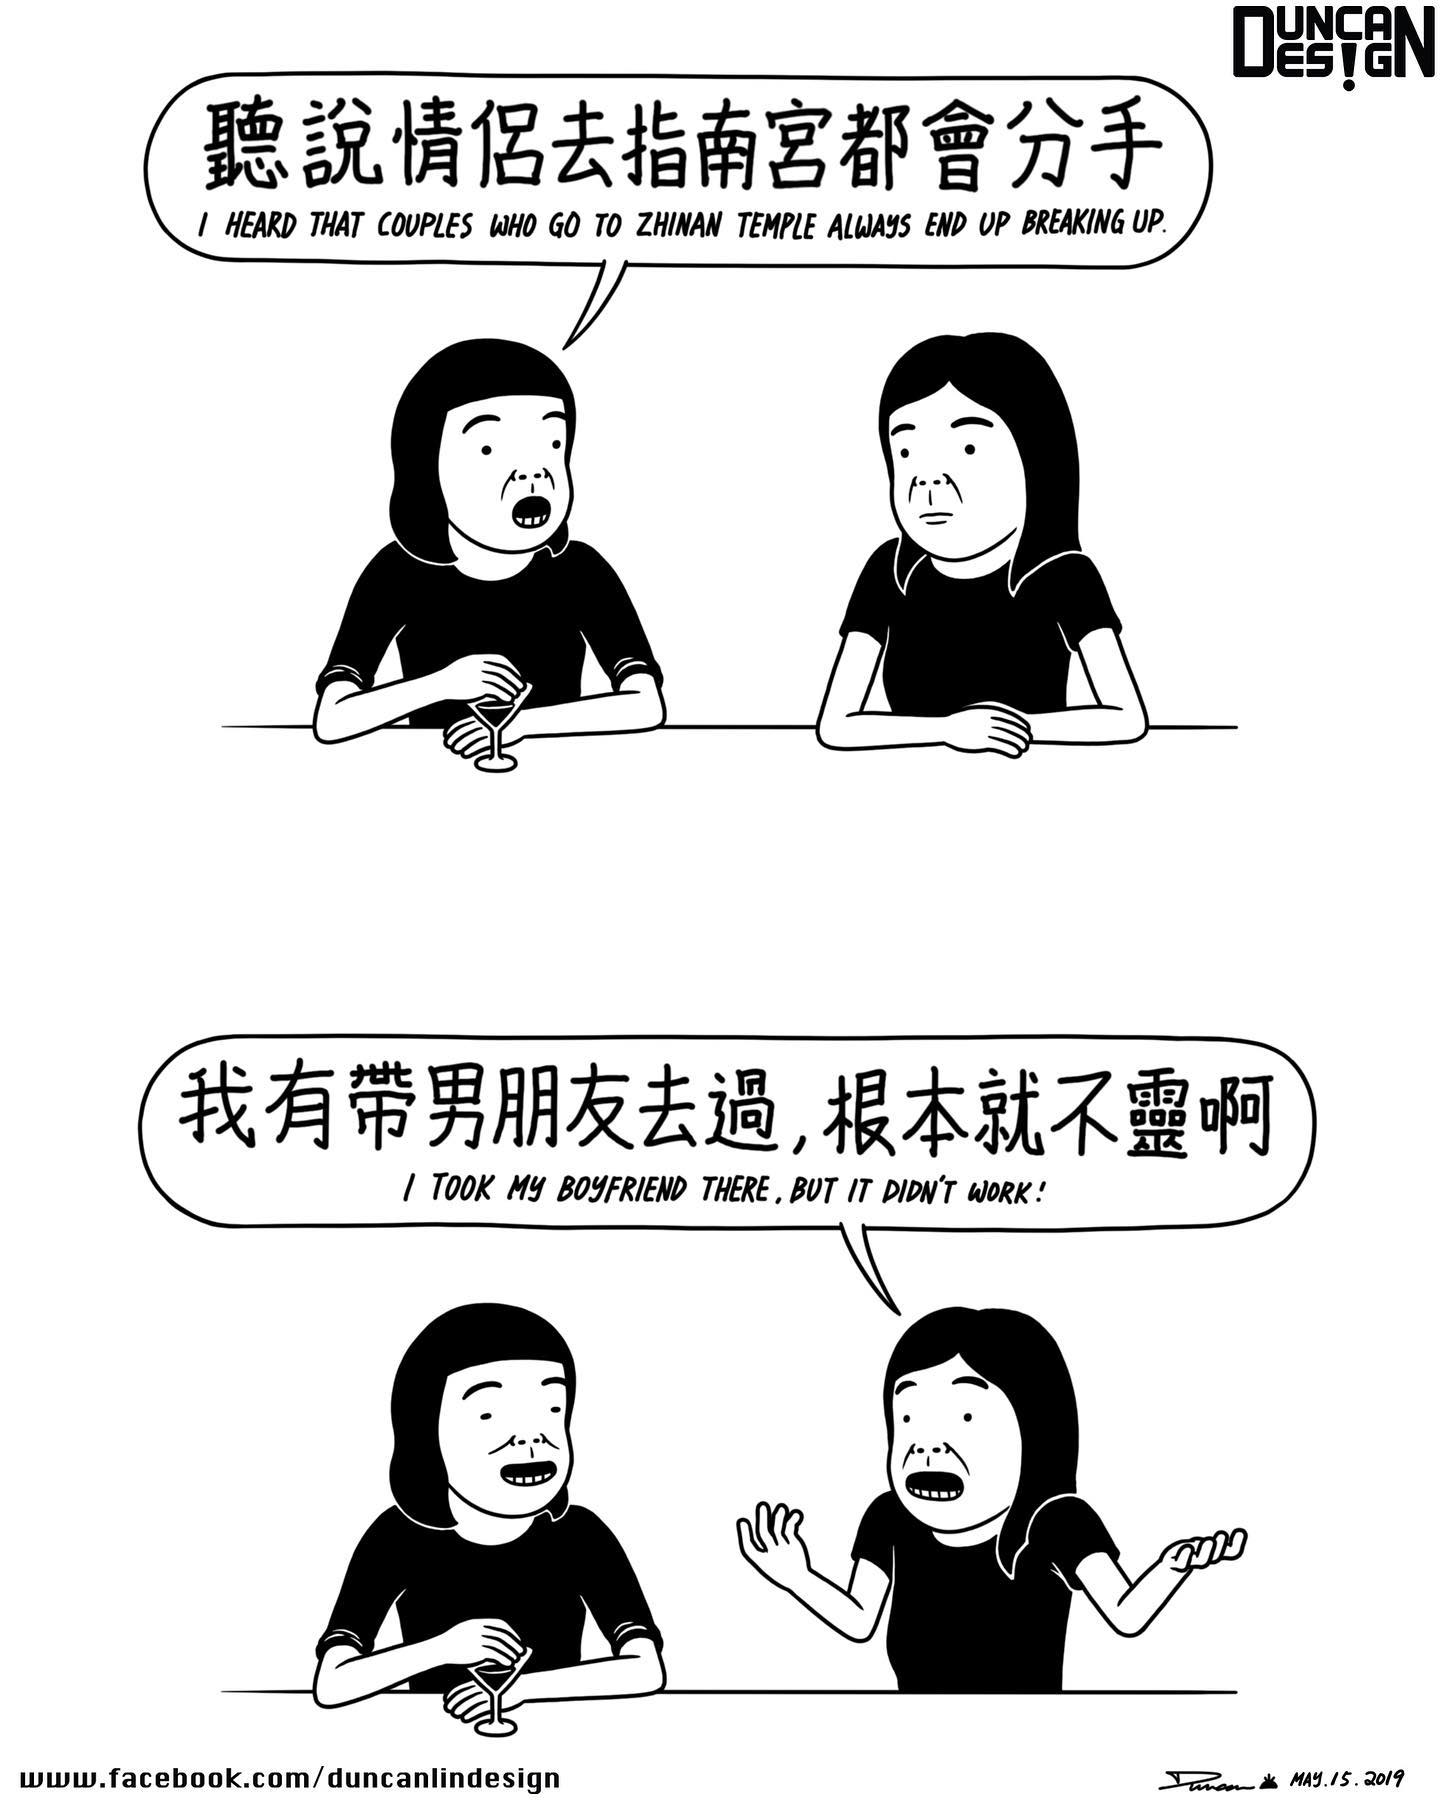 DUNCAN
DES!GN
聽說情侶去指南宮都會分手
I HEARD THAT COUPLES WHO GO TO ZHINAN TEMPLE ALWAYS END UP BREAKING UP.
我有帶男朋友去過,根本就不靈啊
I TOOK MY BOYFRIEND THERE, BUT IT DIDN'T WORK!
www.facebook.com/duncanlindesign
Duncan MAY.15.2019